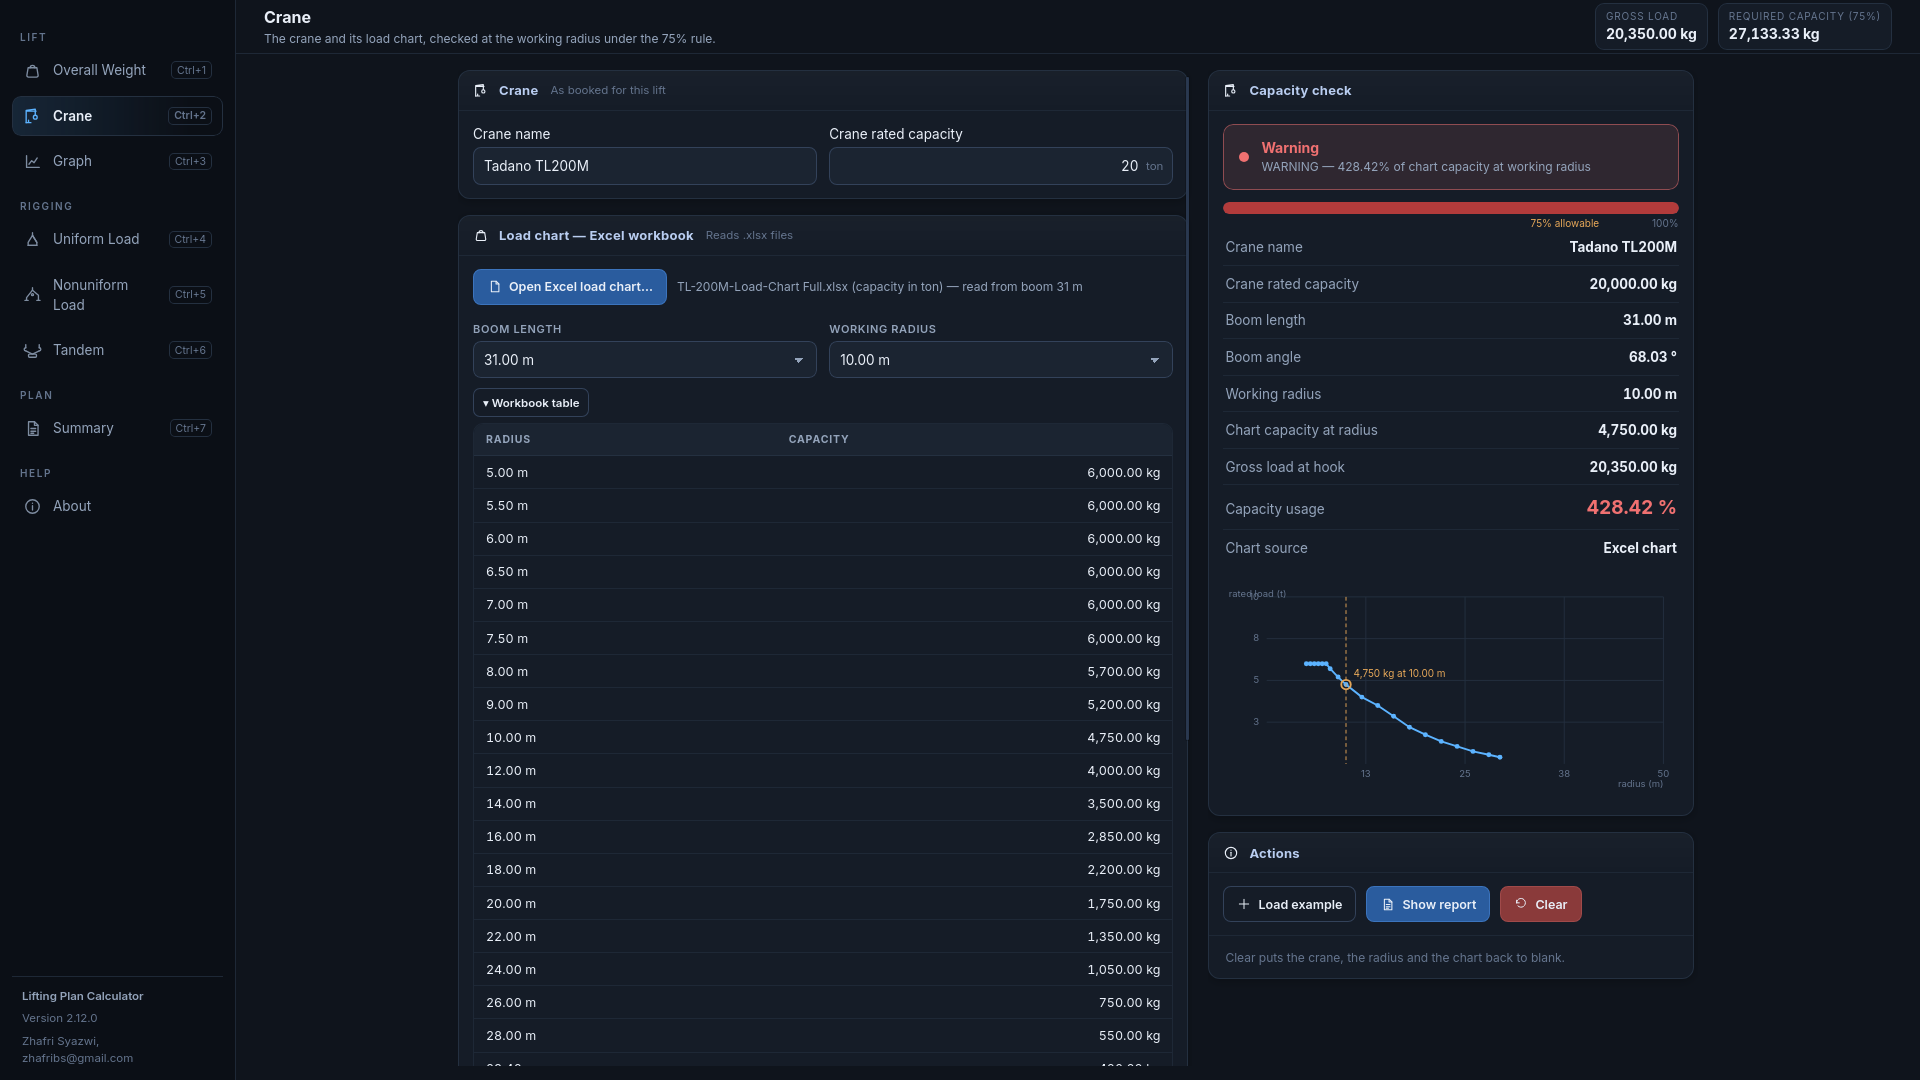 LIFT
Overall Weight Ctrl+1
Crane Ctrl+2
Graph Ctrl+3
RIGGING
Uniform Load Ctrl+4
Nonuniform Load Ctrl+5
Tandem Ctrl+6
PLAN
Summary Ctrl+7
HELP
About
Lifting Plan Calculator
Version 2.12.0
Zhafri Syazwi,
zhafribs@gmail.com
Crane
The crane and its load chart, checked at the working radius under the 75% rule.
GROSS LOAD
20,350.00 kg
REQUIRED CAPACITY (75%)
27,133.33 kg
Crane As booked for this lift
Crane name
Tadano TL200M
Crane rated capacity
20 ton
Load chart — Excel workbook Reads .xlsx files
Open Excel load chart... TL-200M-Load-Chart Full.xlsx (capacity in ton) — read from boom 31 m
BOOM LENGTH
31.00 m
WORKING RADIUS
10.00 m
▾ Workbook table
RADIUS CAPACITY
5.00 m 6,000.00 kg
5.50 m 6,000.00 kg
6.00 m 6,000.00 kg
6.50 m 6,000.00 kg
7.00 m 6,000.00 kg
7.50 m 6,000.00 kg
8.00 m 5,700.00 kg
9.00 m 5,200.00 kg
10.00 m 4,750.00 kg
12.00 m 4,000.00 kg
14.00 m 3,500.00 kg
16.00 m 2,850.00 kg
18.00 m 2,200.00 kg
20.00 m 1,750.00 kg
22.00 m 1,350.00 kg
24.00 m 1,050.00 kg
26.00 m 750.00 kg
28.00 m 550.00 kg
Capacity check
Warning
WARNING — 428.42% of chart capacity at working radius
75% allowable 100%
Crane name Tadano TL200M
Crane rated capacity 20,000.00 kg
Boom length 31.00 m
Boom angle 68.03 °
Working radius 10.00 m
Chart capacity at radius 4,750.00 kg
Gross load at hook 20,350.00 kg
Capacity usage 428.42 %
Chart source Excel chart
rated load (t)
10
8
4,750 kg at 10.00 m
5
3
13 25 38 50
radius (m)
Actions
Load example Show report Clear
Clear puts the crane, the radius and the chart back to blank.